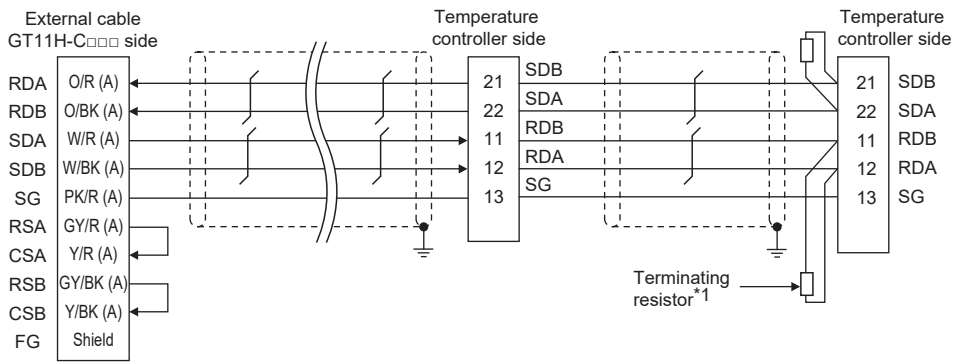 External cable
GT11H-C□□□ side
Temperature
controller side
Temperature
controller side
RDA O/R (A) 21 SDB 21 SDB
RDB O/BK (A) 22 SDA 22 SDA
SDA W/R (A) 11 RDB 11 RDB
SDB W/BK (A) 12 RDA 12 RDA
SG PK/R (A) 13 SG 13 SG
RSA GY/R (A)
CSA Y/R (A)
RSB GY/BK (A)
CSB Y/BK (A)
FG Shield
Terminating
resistor*1